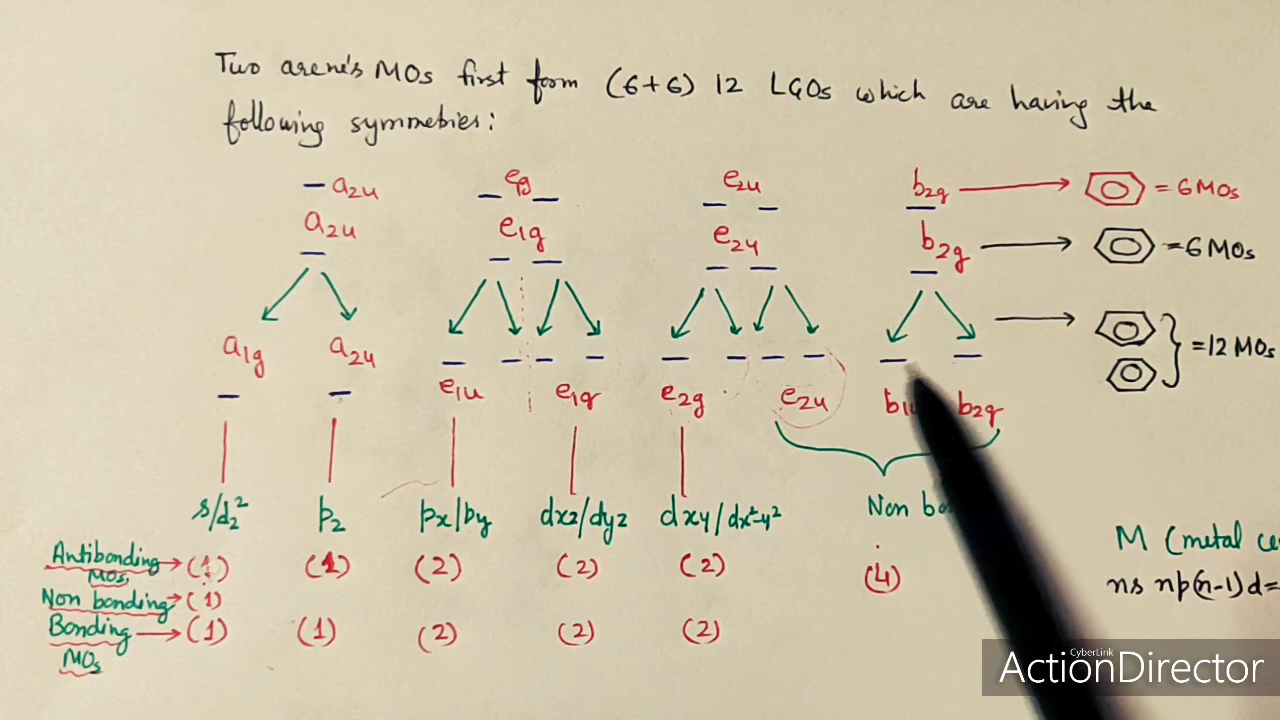 Two arene's MOs first form (6+6) 12 LGOs which are having the
following symmetries:
a2u eg e2u b2g = 6MOs
a2u e1g e2u b2g = 6MOs
= 12 MOs
a1g a2u
e1u e1g e2g e2u b2g
s/dz² pz px/py dxz/dyz dxy/dx²-y² Non
Antibonding MOs (1) (1) (2) (2) (2) (4)
Non bonding (1)
Bonding MOs (1) (1) (2) (2) (2)
M (metal
ns np(n-1)d=
CyberLink
ActionDirector